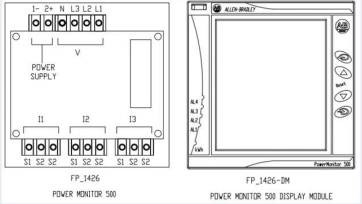 1- 2+ N L3 L2 L1
POWER
SUPPLY
V
I1 I2 I3
S1 S2 S2 S1 S2 S2 S1 S2 S2
FP_1426
POWER MONITOR 500
ALLEN-BRADLEY
AB
Reset
AL4
AL3
AL2
AL1
kWh
PowerMonitor 500
FP_1426-DM
POWER MONITOR 500 DISPLAY MODULE